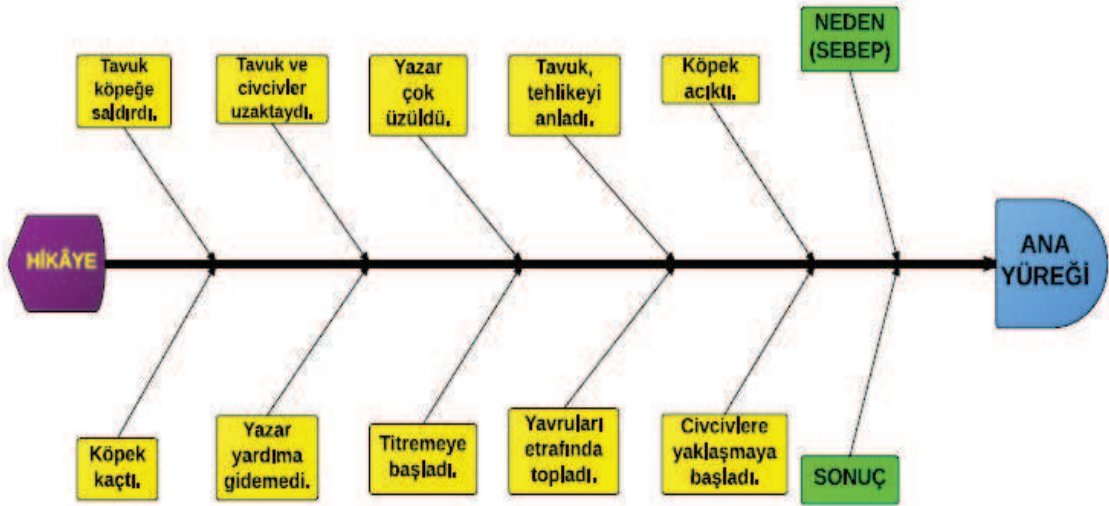 NEDEN
(SEBEP)
Tavuk
köpeğe
saldırdı.
Tavuk ve
civcivler
uzaktaydı.
Yazar
çok
üzüldü.
Tavuk,
tehlikeyi
anladı.
Köpek
acıktı.
HİKÂYE
ANA
YÜREĞİ
Köpek
kaçtı.
Yazar
yardıma
gidemedi.
Titremeye
başladı.
Yavruları
etrafında
topladı.
Civcivlere
yaklaşmaya
başladı.
SONUÇ